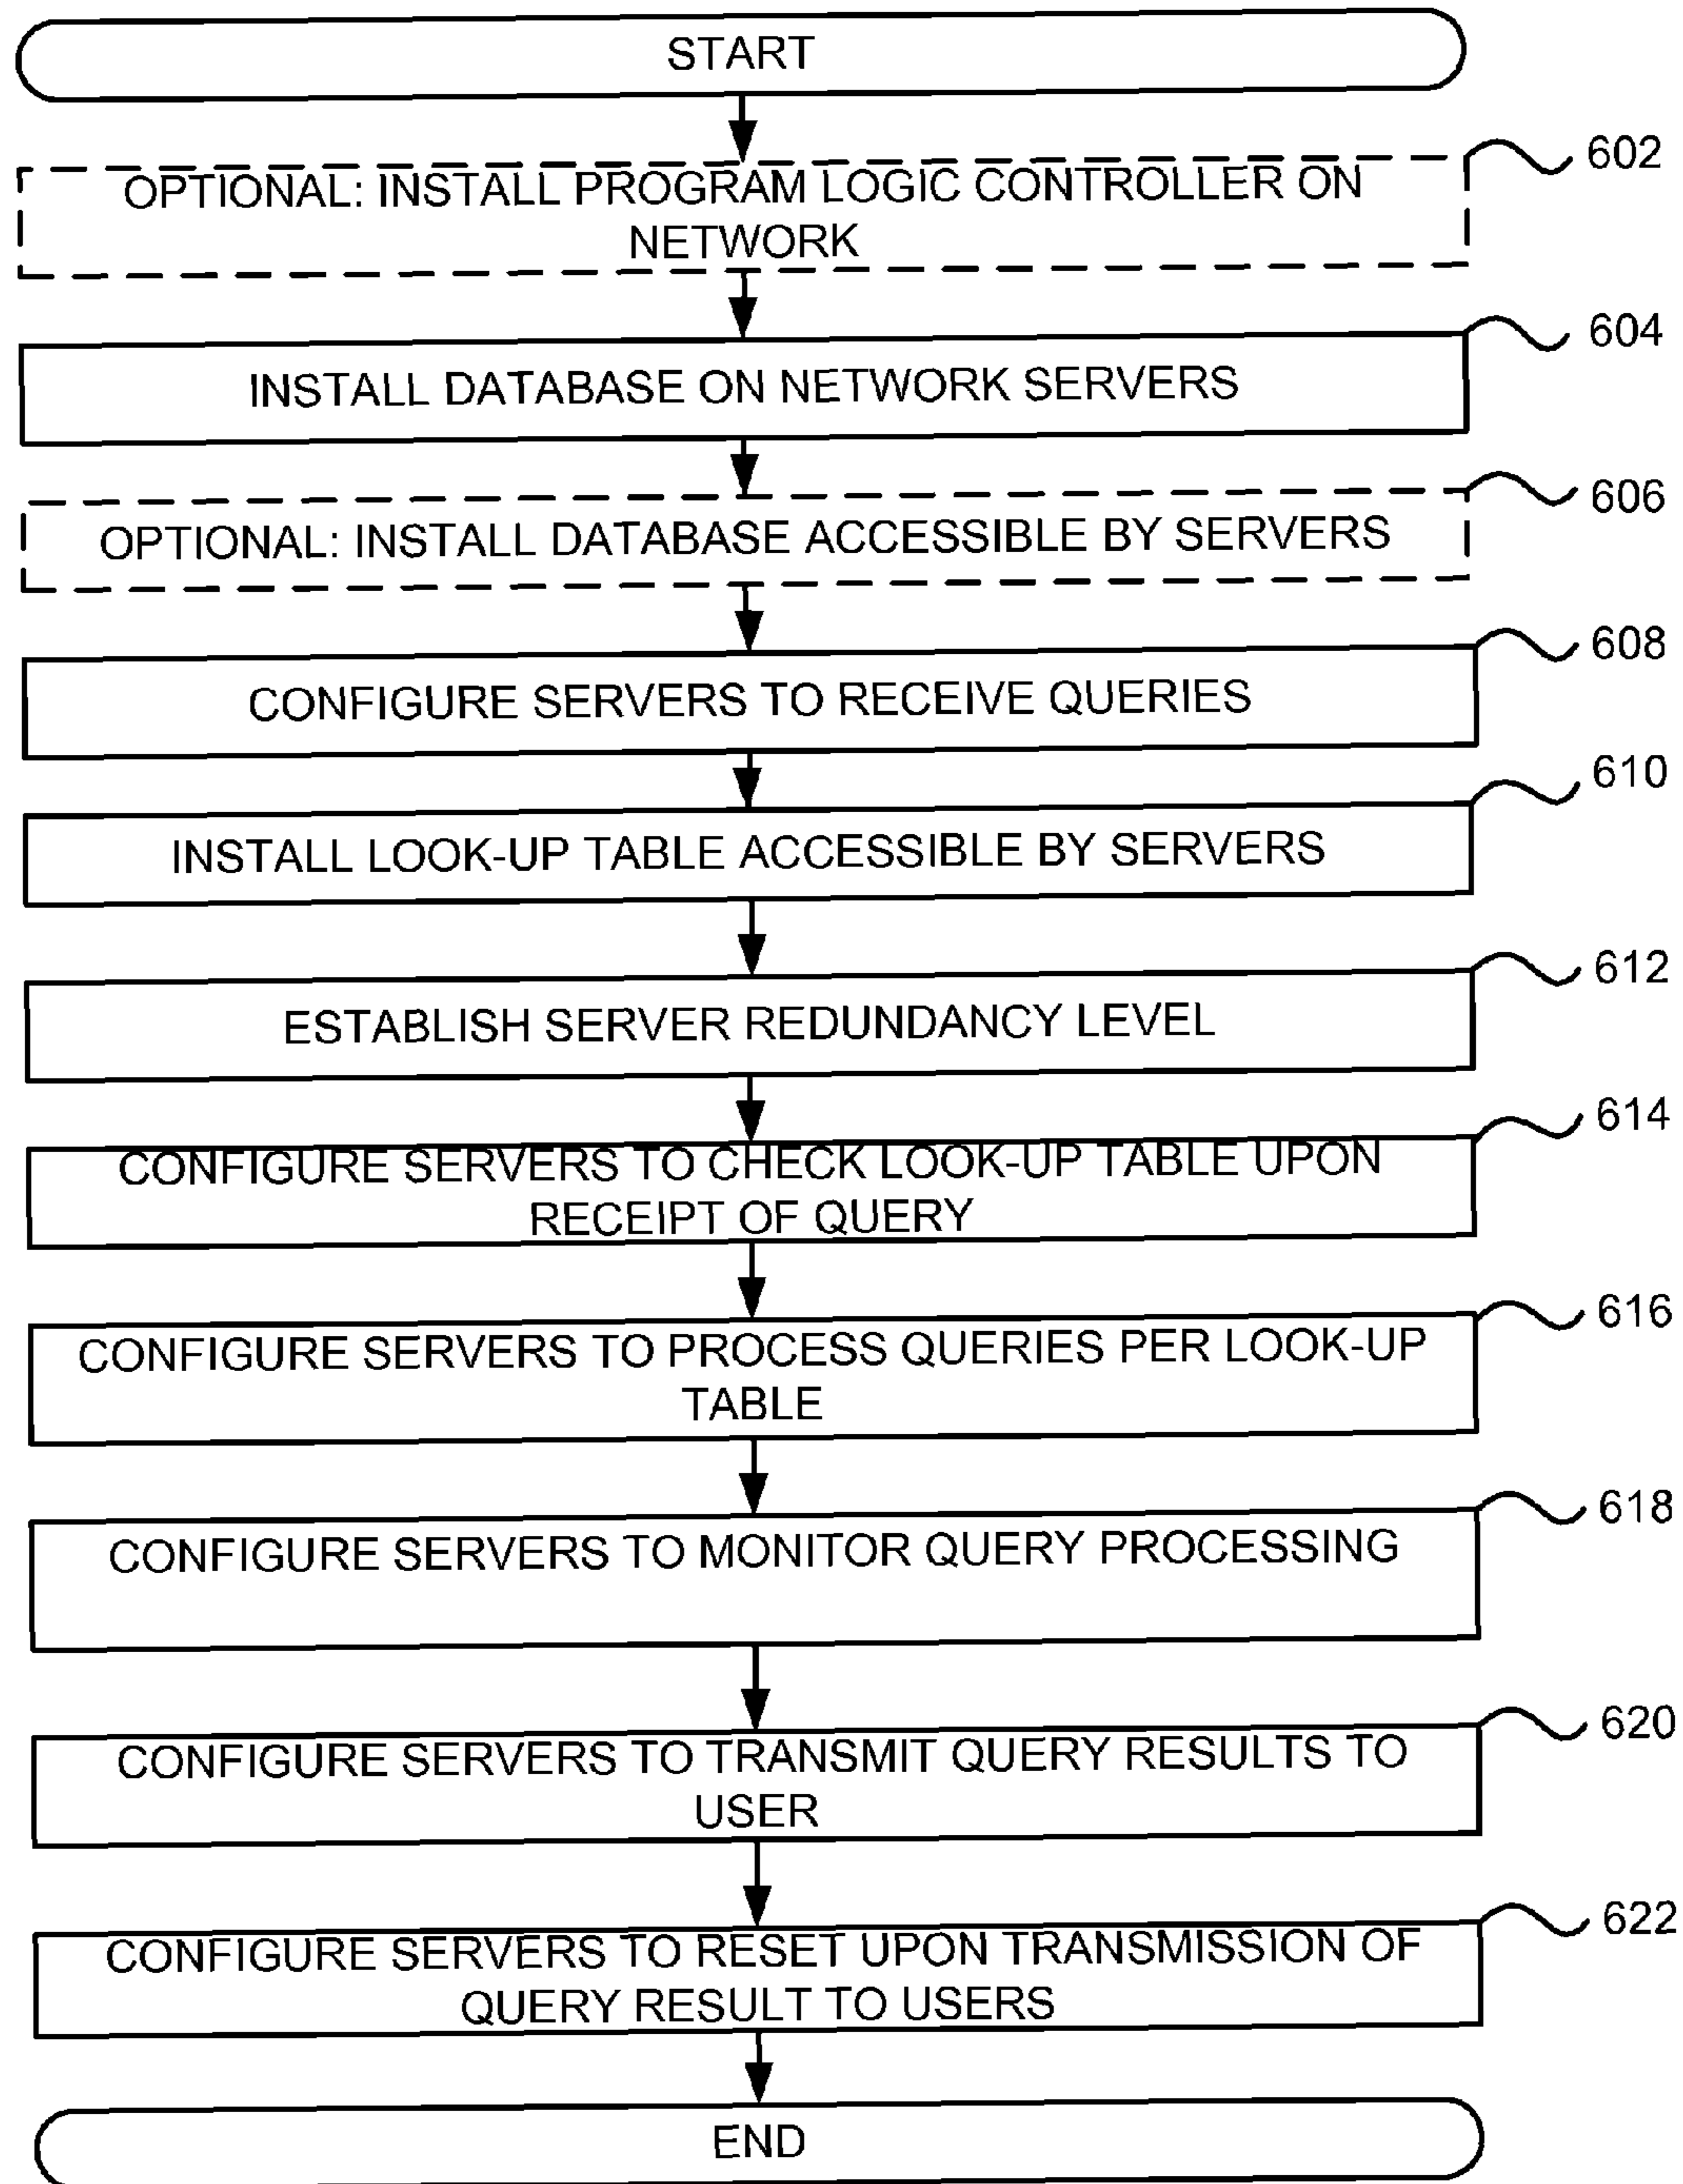 START
602
OPTIONAL: INSTALL PROGRAM LOGIC CONTROLLER ON
NETWORK
604
INSTALL DATABASE ON NETWORK SERVERS
606
OPTIONAL: INSTALL DATABASE ACCESSIBLE BY SERVERS
608
CONFIGURE SERVERS TO RECEIVE QUERIES
610
INSTALL LOOK-UP TABLE ACCESSIBLE BY SERVERS
612
ESTABLISH SERVER REDUNDANCY LEVEL
614
CONFIGURE SERVERS TO CHECK LOOK-UP TABLE UPON
RECEIPT OF QUERY
616
CONFIGURE SERVERS TO PROCESS QUERIES PER LOOK-UP
TABLE
618
CONFIGURE SERVERS TO MONITOR QUERY PROCESSING
620
CONFIGURE SERVERS TO TRANSMIT QUERY RESULTS TO
USER
622
CONFIGURE SERVERS TO RESET UPON TRANSMISSION OF
QUERY RESULT TO USERS
END